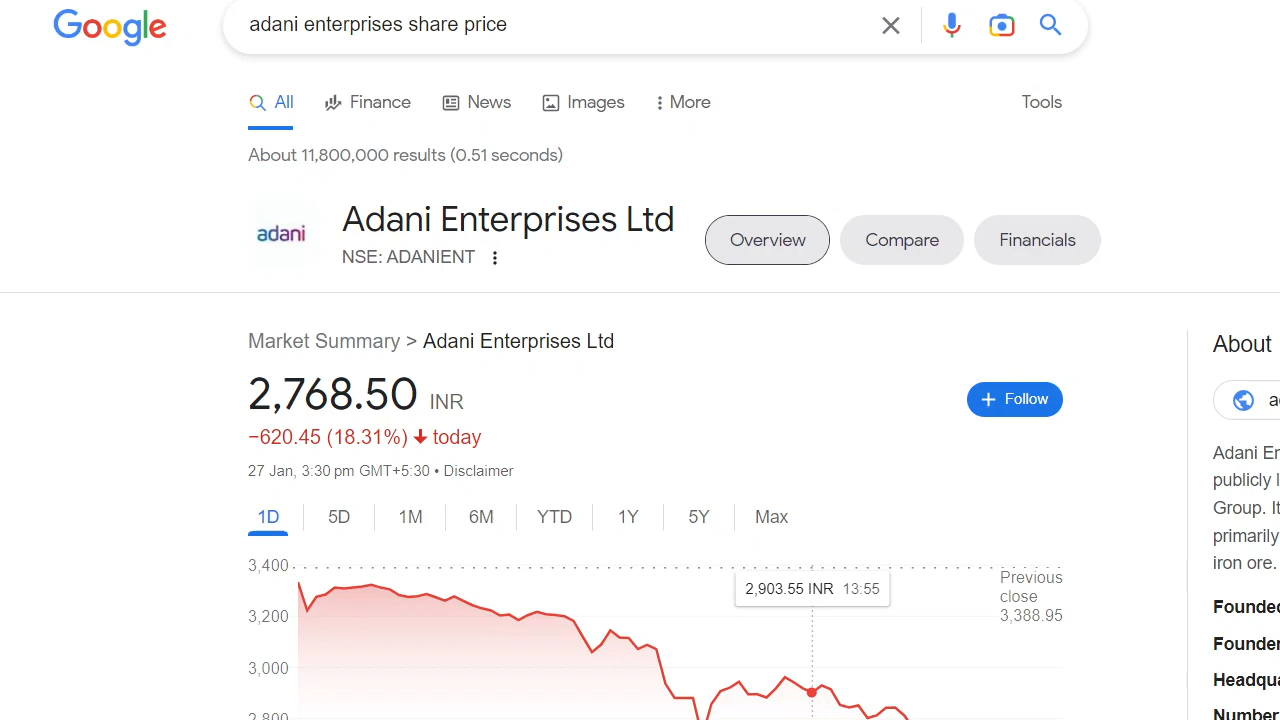 Google
adani enterprises share price
All Finance News Images More Tools
About 11,800,000 results (0.51 seconds)
adani
Adani Enterprises Ltd
NSE: ADANIENT
Overview Compare Financials
Market Summary > Adani Enterprises Ltd
2,768.50 INR
+ Follow
−620.45 (18.31%) today
27 Jan, 3:30 pm GMT+5:30 • Disclaimer
1D 5D 1M 6M YTD 1Y 5Y Max
3,400
3,200
3,000
2,800
2,903.55 INR 13:55
Previous
close
3,388.95
About
Adani
publicly
Group. It
primarily
iron ore.
Founded
Founder